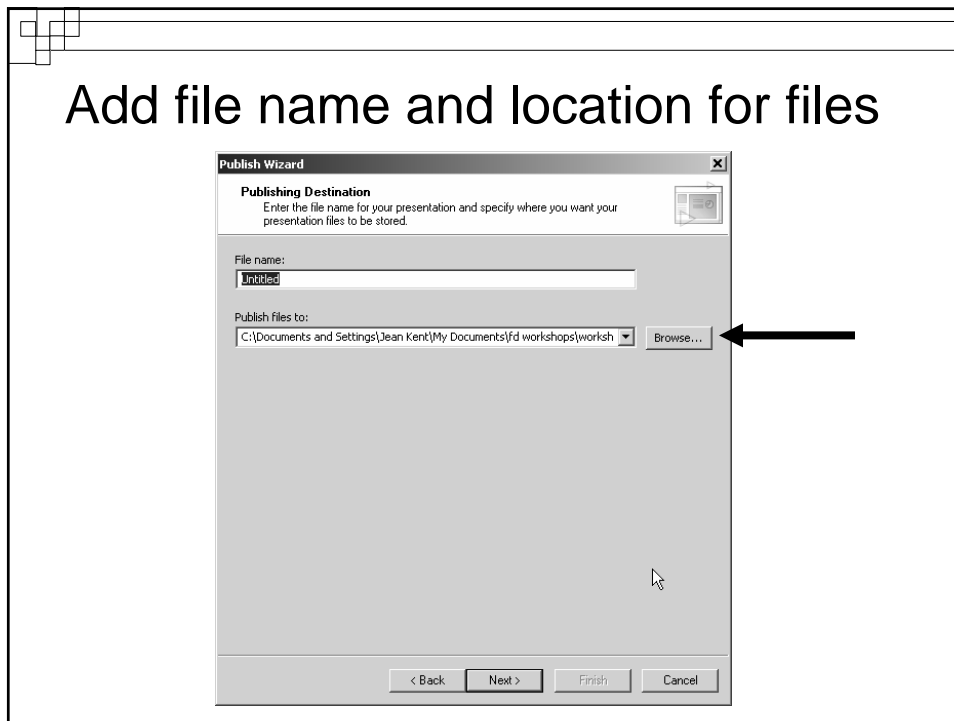 Add file name and location for files
Publish Wizard
Publishing Destination
Enter the file name for your presentation and specify where you want your
presentation files to be stored.
File name:
Untitled
Publish files to:
C:\Documents and Settings\Jean Kent\My Documents\fd workshops\worksh
Browse...
< Back
Next >
Finish
Cancel